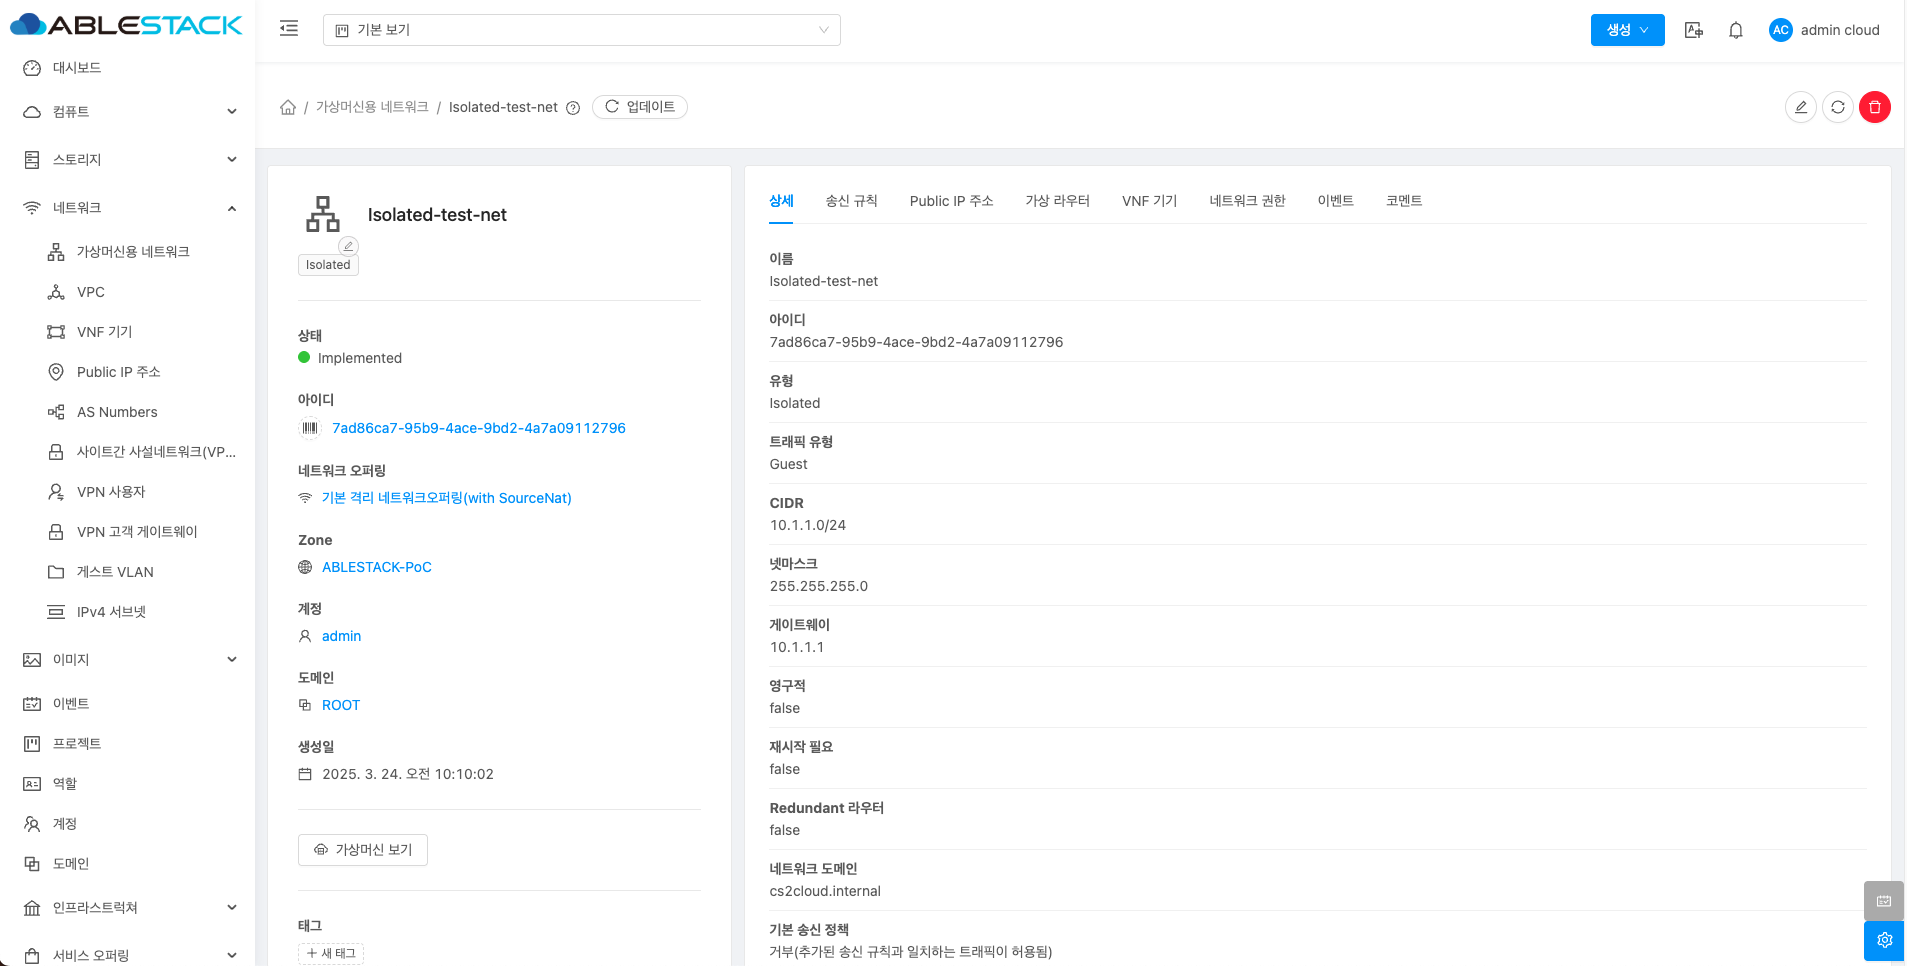 ABLESTACK
기본 보기
생성
AC
admin cloud
대시보드
컴퓨트
스토리지
네트워크
가상머신용 네트워크
VPC
VNF 기기
Public IP 주소
AS Numbers
사이트간 사설네트워크(VP...
VPN 사용자
VPN 고객 게이트웨이
게스트 VLAN
IPv4 서브넷
이미지
이벤트
프로젝트
역할
계정
도메인
인프라스트럭쳐
서비스 오퍼링
/ 가상머신용 네트워크 / Isolated-test-net
업데이트
Isolated-test-net
Isolated
상태
Implemented
아이디
7ad86ca7-95b9-4ace-9bd2-4a7a09112796
네트워크 오퍼링
기본 격리 네트워크오퍼링(with SourceNat)
Zone
ABLESTACK-PoC
계정
admin
도메인
ROOT
생성일
2025. 3. 24. 오전 10:10:02
가상머신 보기
태그
+ 새 태그
상세
송신 규칙
Public IP 주소
가상 라우터
VNF 기기
네트워크 권한
이벤트
코멘트
이름
Isolated-test-net
아이디
7ad86ca7-95b9-4ace-9bd2-4a7a09112796
유형
Isolated
트래픽 유형
Guest
CIDR
10.1.1.0/24
넷마스크
255.255.255.0
게이트웨이
10.1.1.1
영구적
false
재시작 필요
false
Redundant 라우터
false
네트워크 도메인
cs2cloud.internal
기본 송신 정책
거부(추가된 송신 규칙과 일치하는 트래픽이 허용됨)